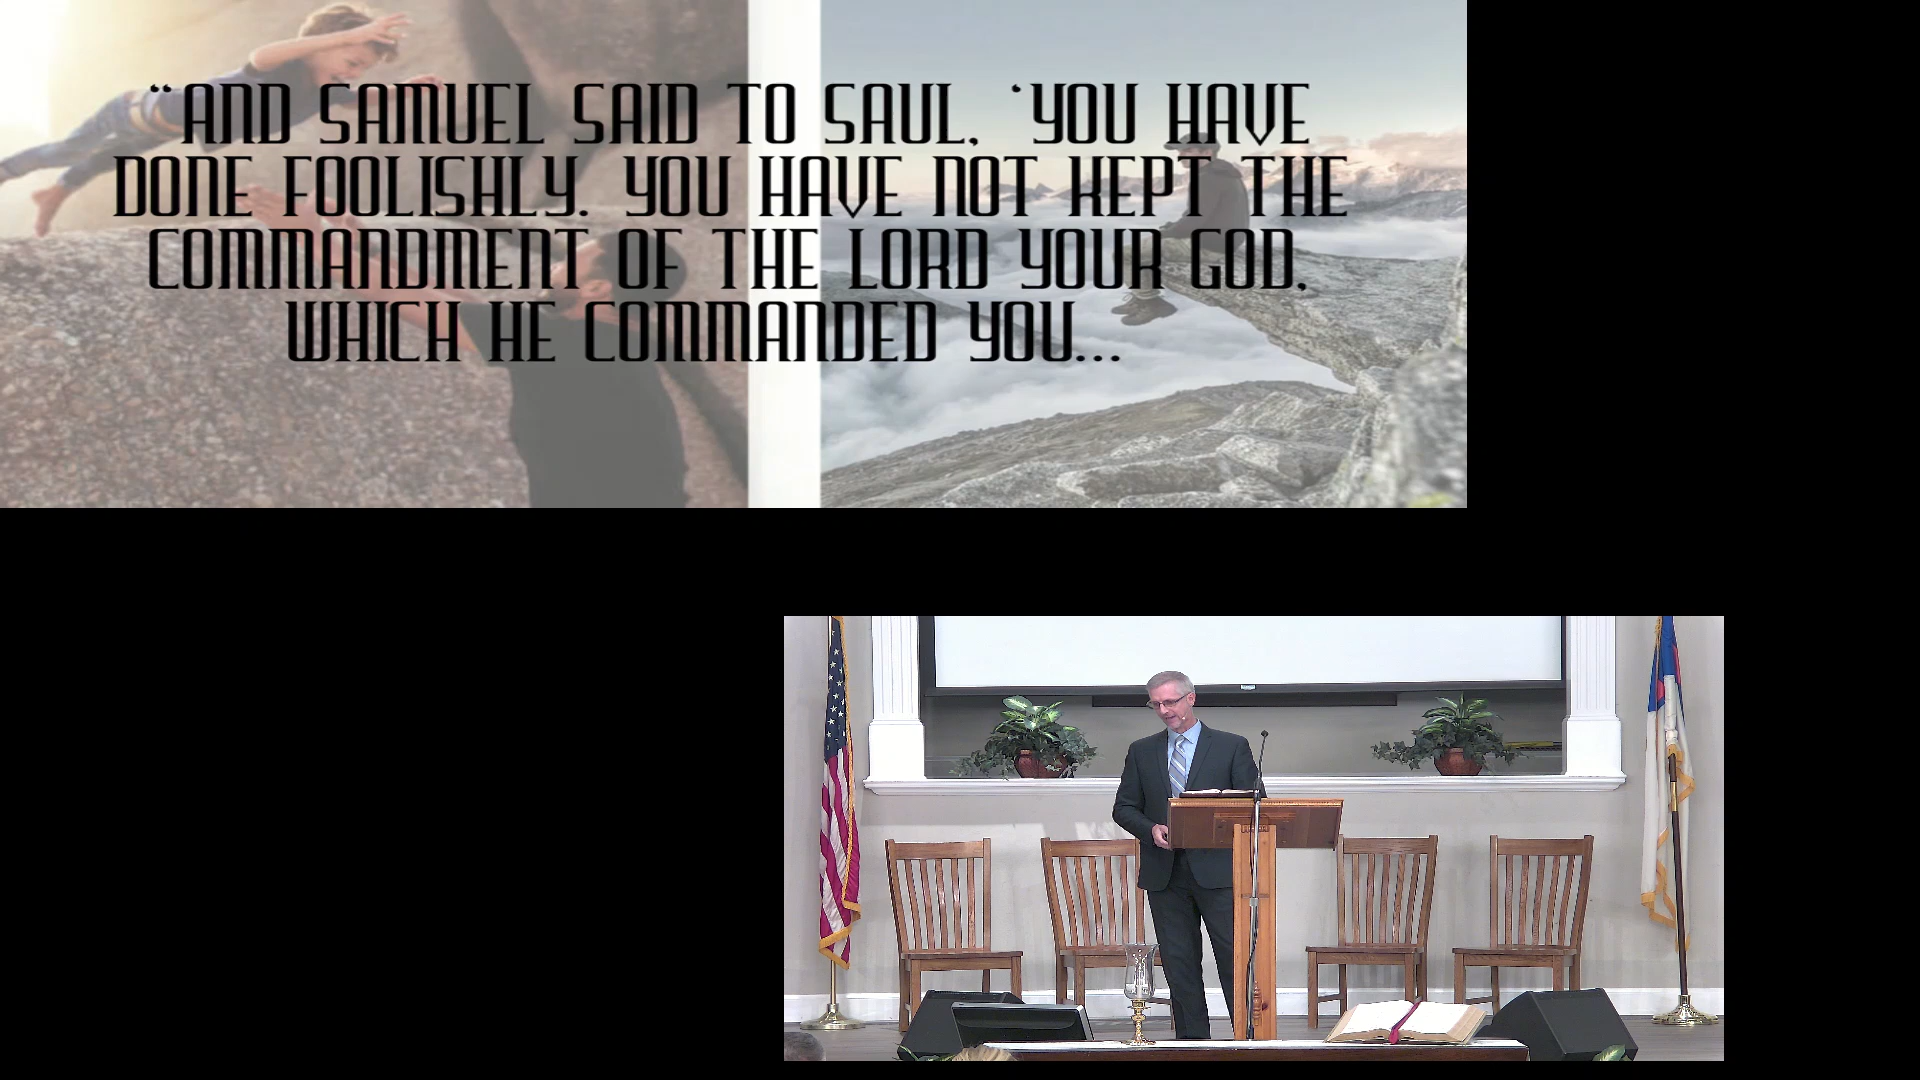 “AND SAMUEL SAID TO SAUL, ‘YOU HAVE
DONE FOOLISHLY. YOU HAVE NOT KEPT THE
COMMANDMENT OF THE LORD YOUR GOD,
WHICH HE COMMANDED YOU...